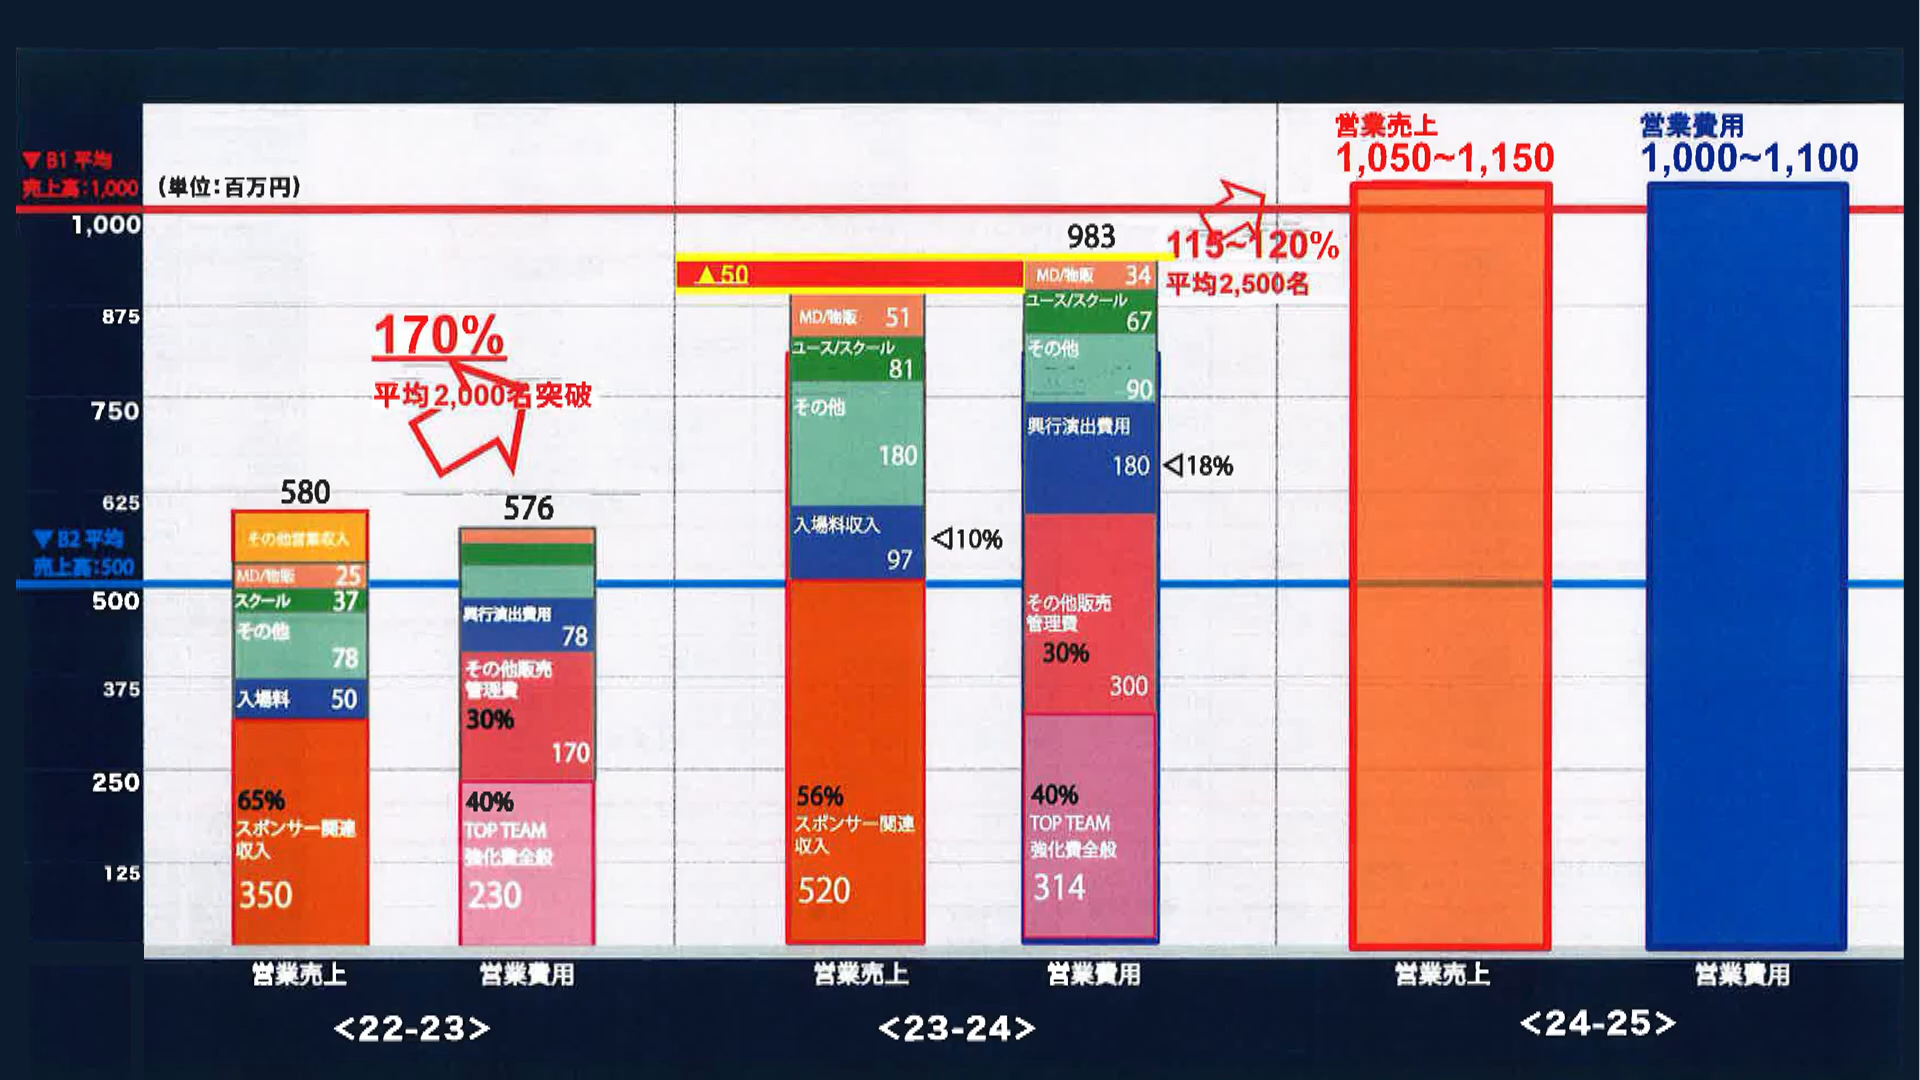 ▼B1 平均
売上高:1,000
(単位:百万円)
1,000
875
750
625
▼B2 平均
売上高:500
500
375
250
125
170%
平均2,000名突破
580
その他営業収入
MD/物販 25
スクール 37
その他
78
入場料 50
65%
スポンサー関連
収入
350
576
興行演出費用
78
その他販売
管理費
30%
170
40%
TOP TEAM
強化費全般
230
▲50
MD/物販 51
ユース/スクール
81
その他
180
入場料収入
97
◁10%
56%
スポンサー関連
収入
520
983
MD/物販 34
ユース/スクール
67
その他
90
興行演出費用
180
◁18%
その他販売
管理費
30%
300
40%
TOP TEAM
強化費全般
314
115~120%
平均2,500名
営業売上
1,050~1,150
営業費用
1,000~1,100
営業売上 営業費用 営業売上 営業費用 営業売上 営業費用
<22-23> <23-24> <24-25>